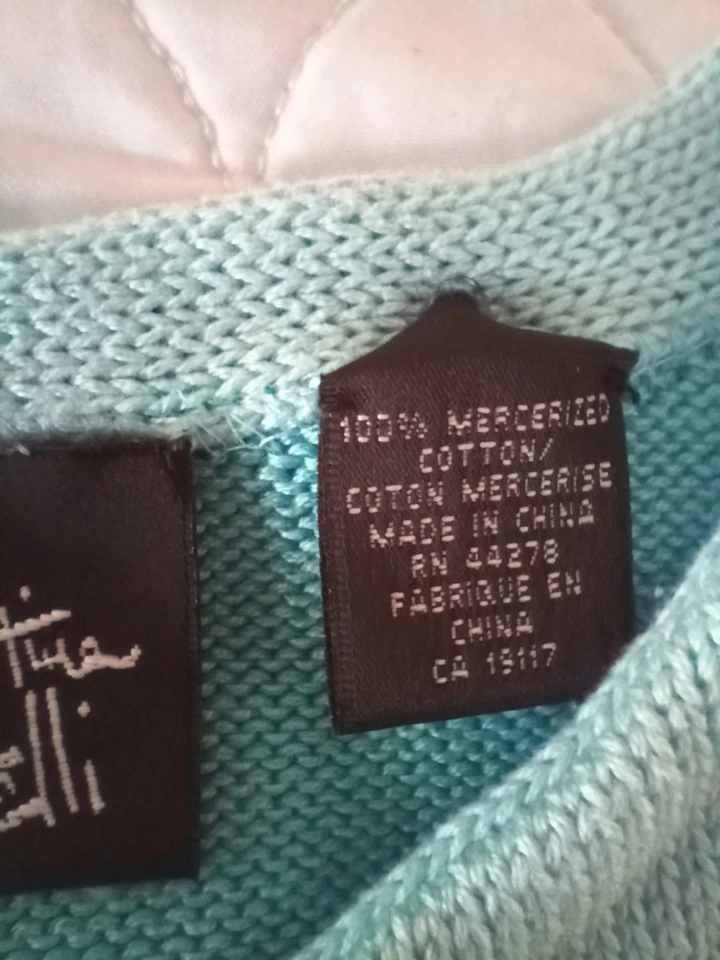 100% MERCERIZED
COTTON/
COTON MERCERISE
MADE IN CHINA
RN 44278
FABRIQUE EN
CHINA
CA 19117